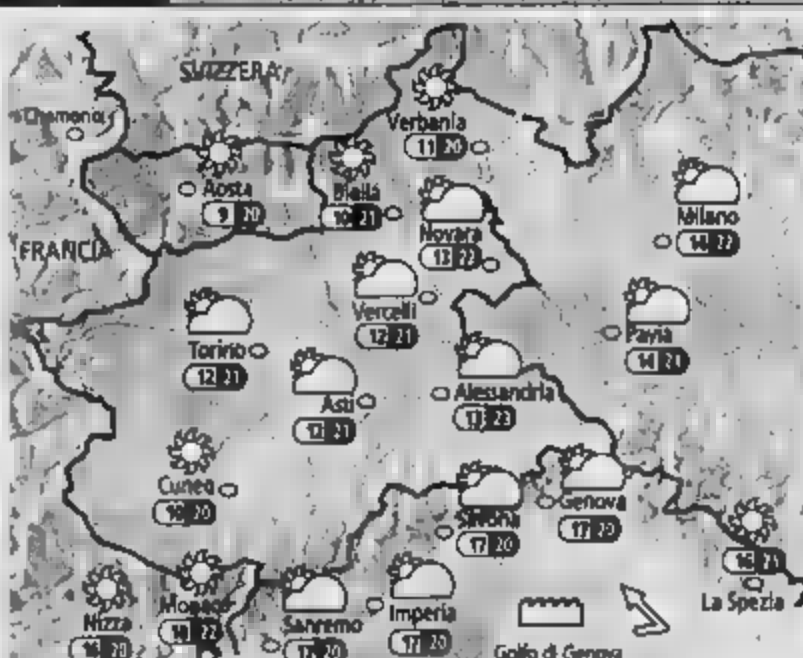 SVIZZERA
Chamonix
Verbania
11 20
Aosta
9 20
Biella
10 21
Milano
14 22
Novara
13 22
FRANCIA
Vercelli
12 21
Pavia
14 24
Torino
12 21
Alessandria
13 23
Asti
12 21
Cuneo
10 20
Savona
17 20
Genova
17 20
16 21
La Spezia
Monaco
18 22
Nizza
16 20
Sanremo
17 20
Imperia
17 20
Golfo di Genova